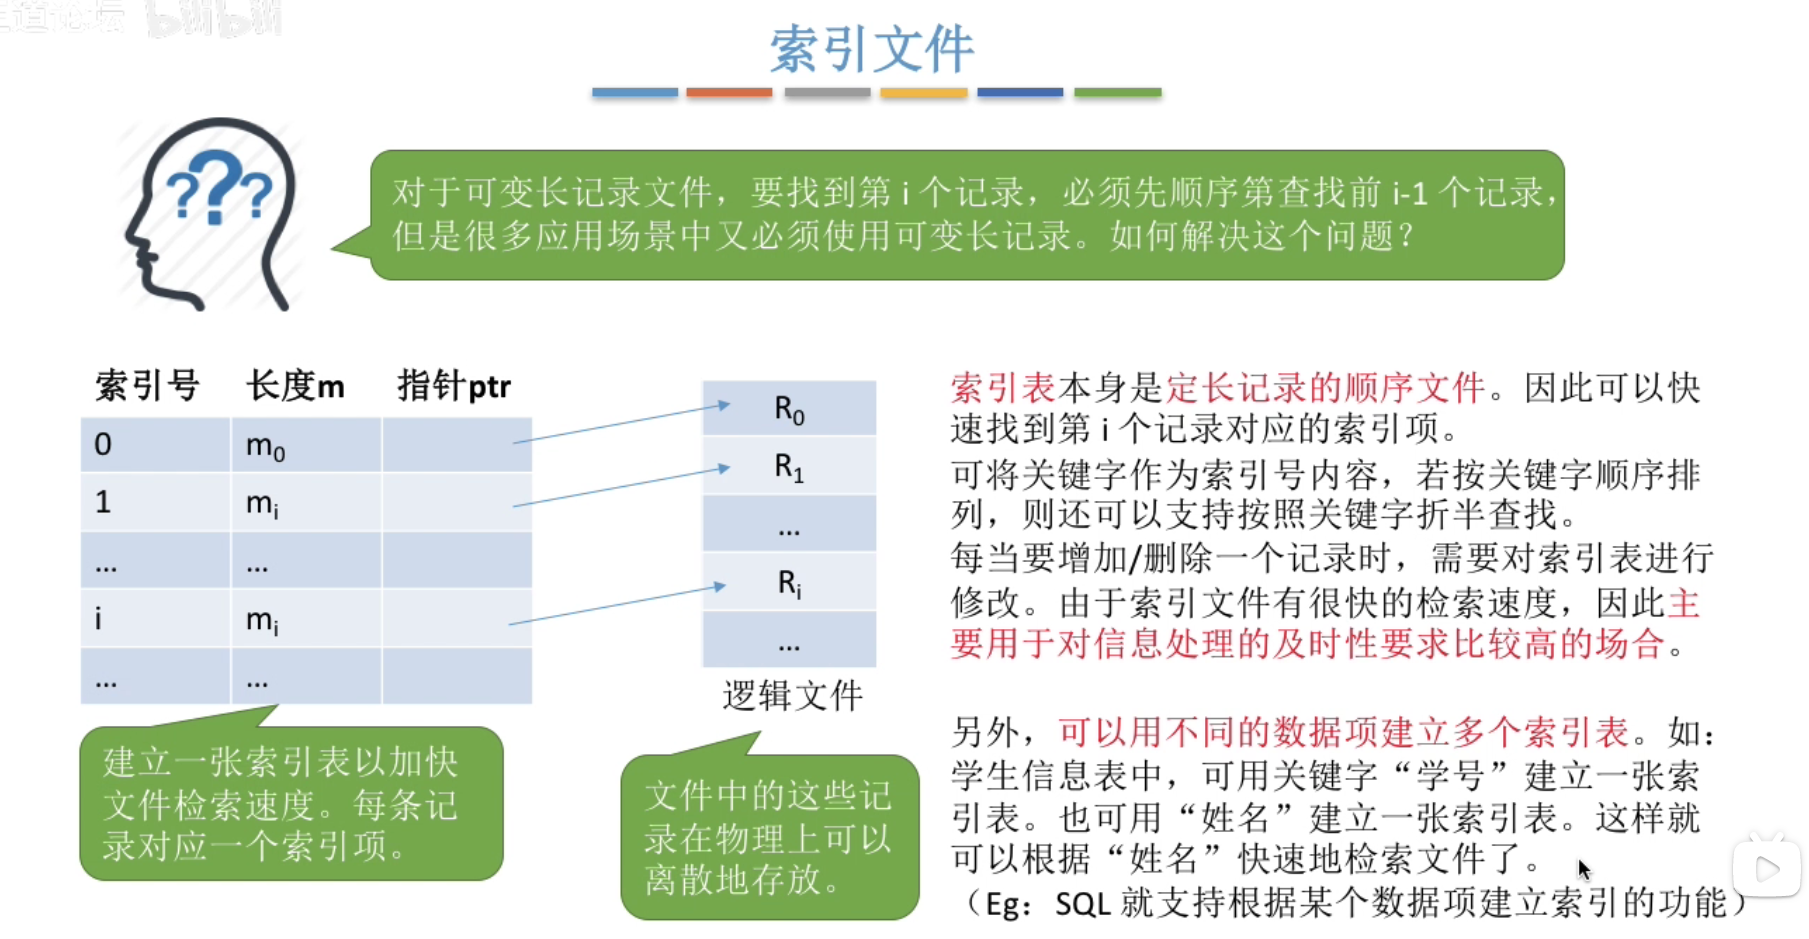 王道论坛 bilibili
索引文件
???
对于可变长记录文件，要找到第 i 个记录，必须先顺序第查找前 i-1 个记录，
但是很多应用场景中又必须使用可变长记录。如何解决这个问题？
索引号 长度m 指针ptr
0 m₀
1 mᵢ
... ...
i mᵢ
... ...
R₀
R₁
...
Rᵢ
...
逻辑文件
建立一张索引表以加快
文件检索速度。每条记
录对应一个索引项。
文件中的这些记
录在物理上可以
离散地存放。
索引表本身是定长记录的顺序文件。因此可以快
速找到第 i 个记录对应的索引项。
可将关键字作为索引号内容，若按关键字顺序排
列，则还可以支持按照关键字折半查找。
每当要增加/删除一个记录时，需要对索引表进行
修改。由于索引文件有很快的检索速度，因此主
要用于对信息处理的及时性要求比较高的场合。
另外，可以用不同的数据项建立多个索引表。如：
学生信息表中，可用关键字“学号”建立一张索
引表。也可用“姓名”建立一张索引表。这样就
可以根据“姓名”快速地检索文件了。
（Eg：SQL 就支持根据某个数据项建立索引的功能）